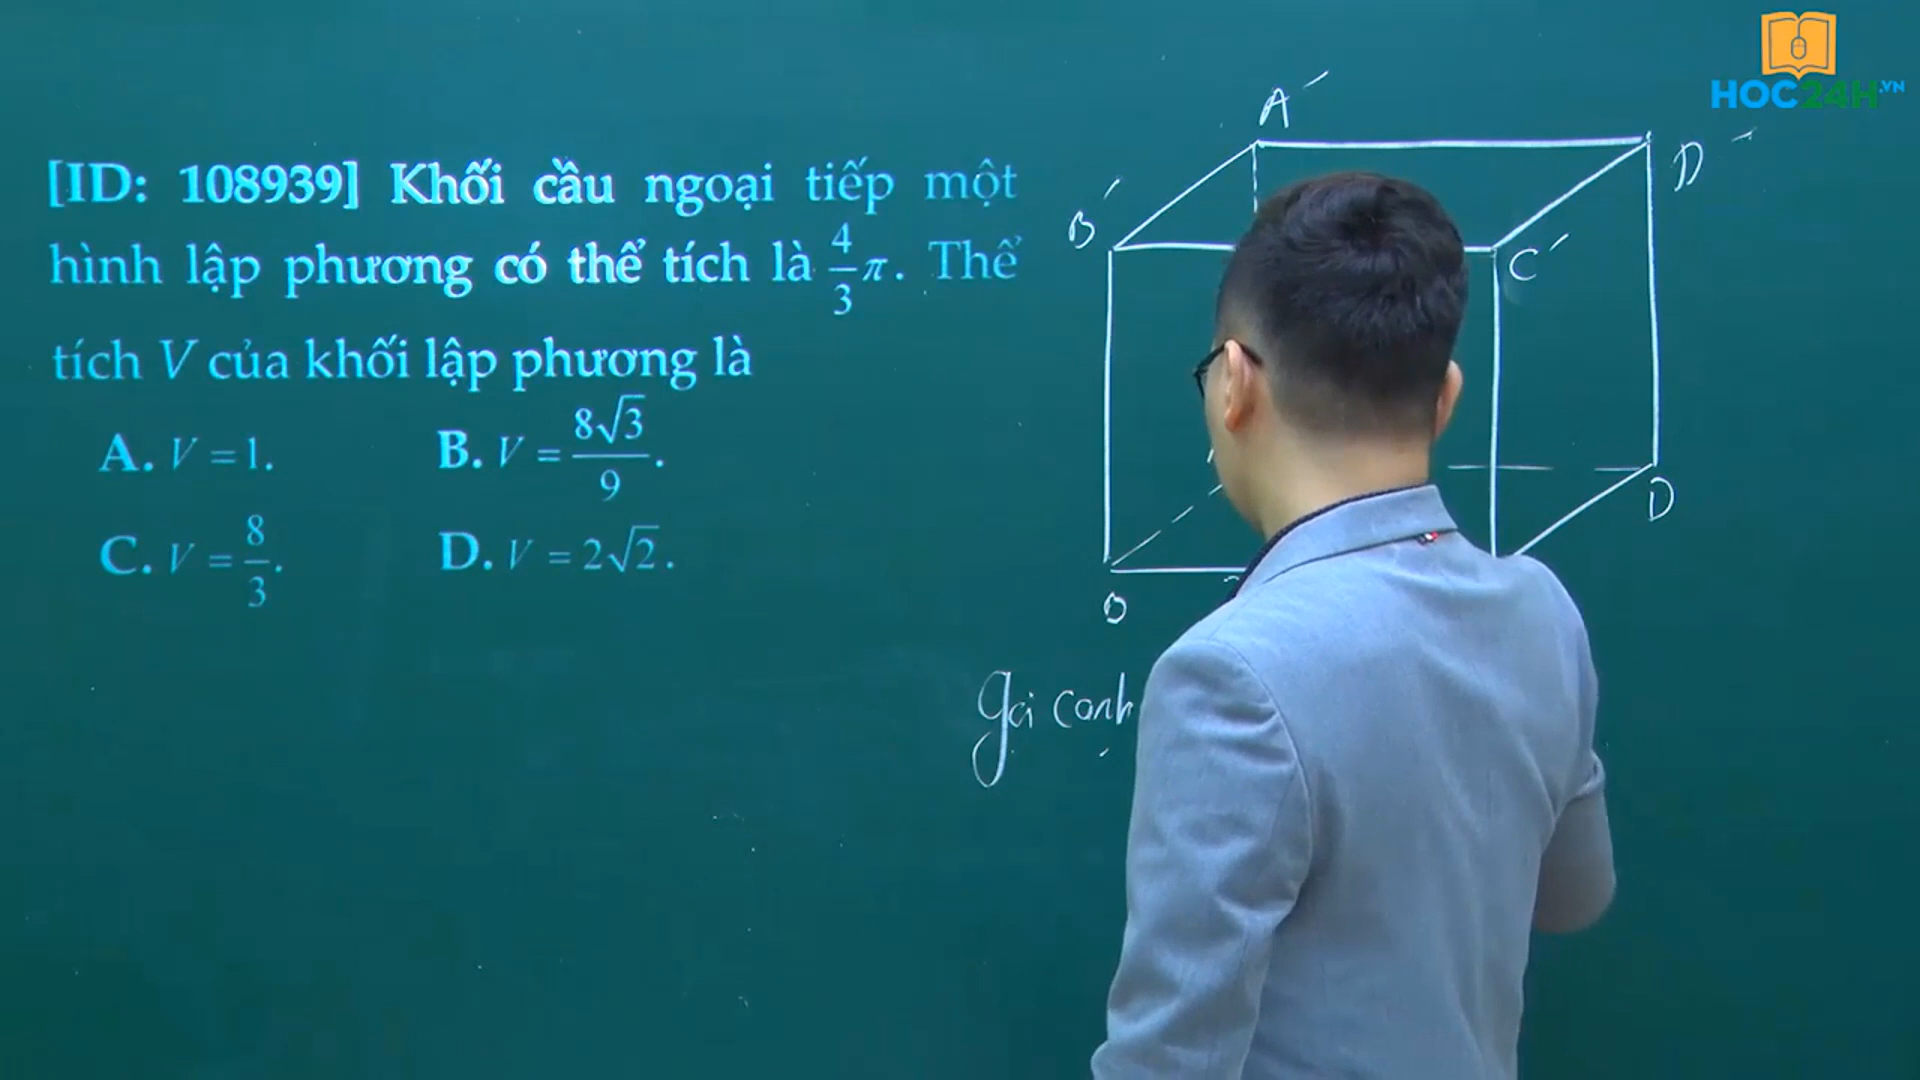 HOC24H.VN
[ID: 108939] Khối cầu ngoại tiếp một
hình lập phương có thể tích là 4/3 π. Thể
tích V của khối lập phương là
A. V = 1.
B. V = 8√3/9.
C. V = 8/3.
D. V = 2√2.
A′
D′
B′
C′
D
gọi cạnh